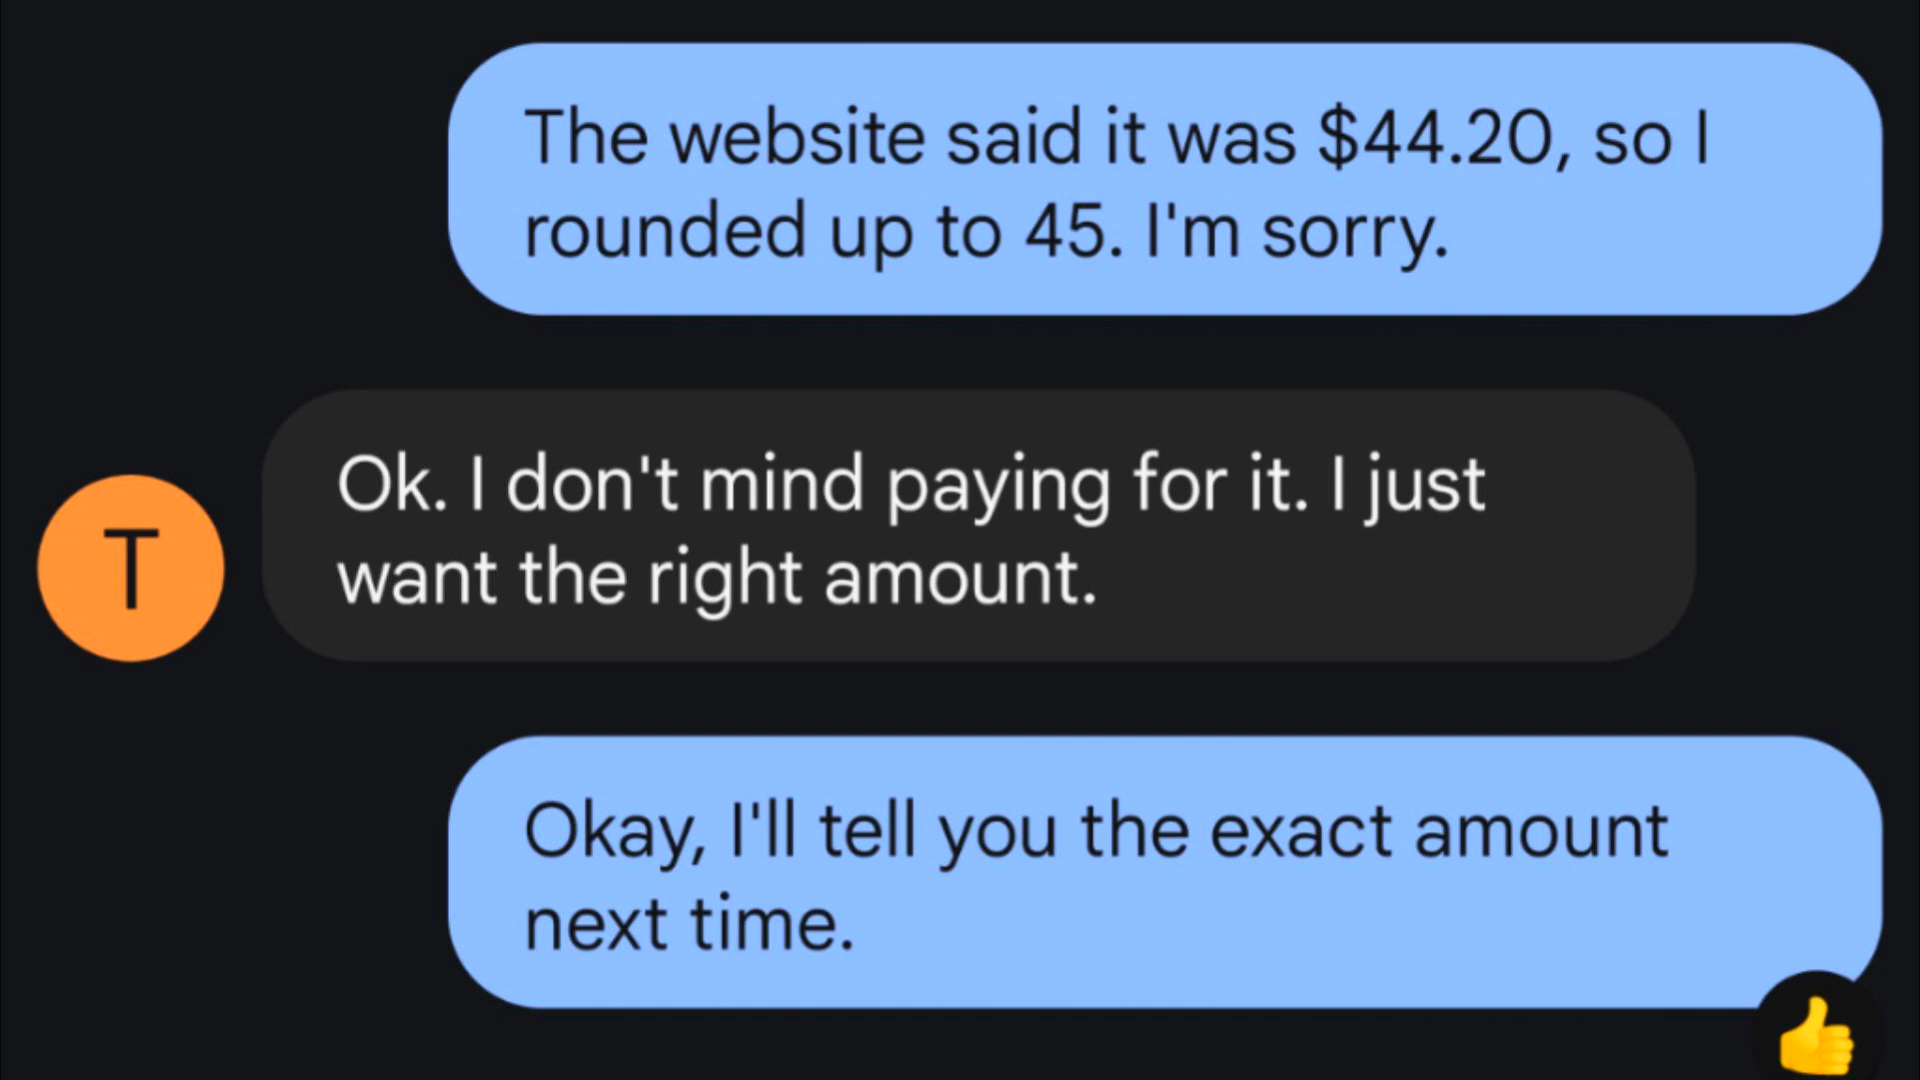 The website said it was $44.20, so I
rounded up to 45. I'm sorry.
T
Ok. I don't mind paying for it. I just
want the right amount.
Okay, I'll tell you the exact amount
next time.